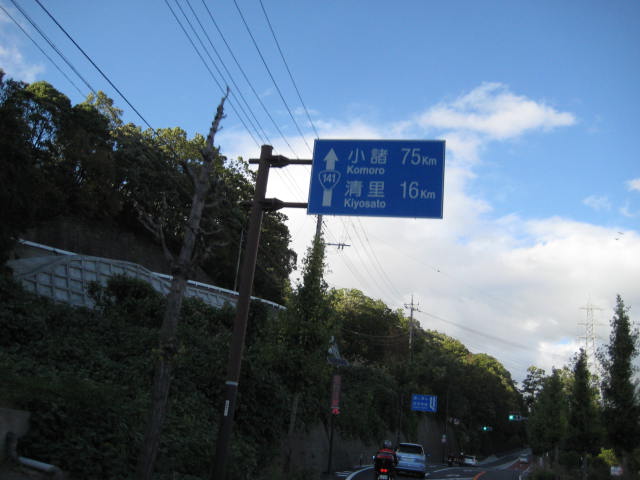 小諸 75Km
Komoro
141
清里 16Km
Kiyosato